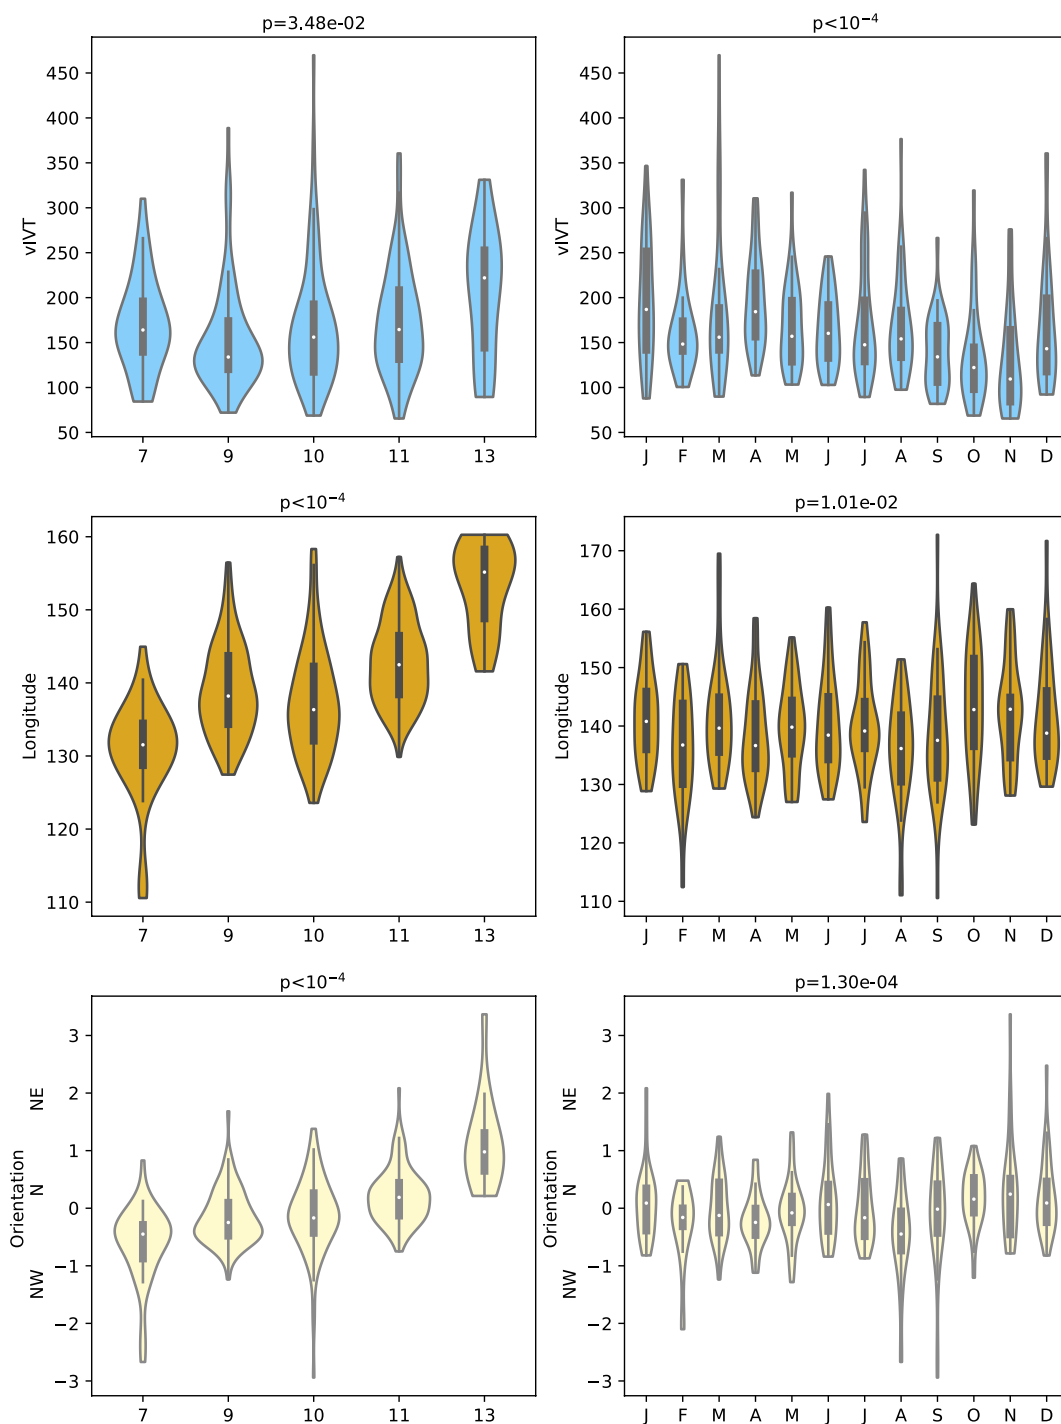 p=3.48e-02
p<10⁻⁴
vIVT
450
400
350
300
250
200
150
100
50
7 9 10 11 13
vIVT
450
400
350
300
250
200
150
100
50
J F M A M J J A S O N D
p<10⁻⁴
p=1.01e-02
Longitude
160
150
140
130
120
110
7 9 10 11 13
Longitude
170
160
150
140
130
120
110
J F M A M J J A S O N D
p<10⁻⁴
p=1.30e-04
Orientation
NW N NE
3
2
1
0
−1
−2
−3
7 9 10 11 13
Orientation
NW N NE
3
2
1
0
−1
−2
−3
J F M A M J J A S O N D